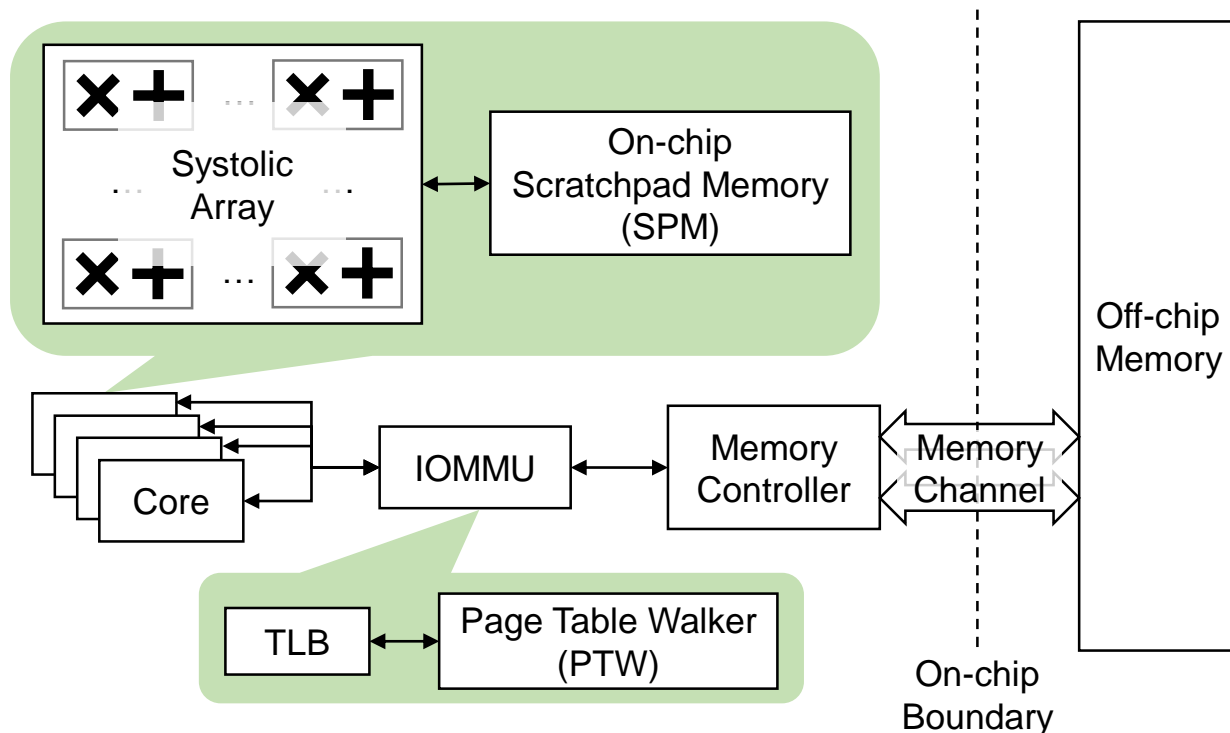 … …
Systolic
Array
… …
… …
On-chip
Scratchpad Memory
(SPM)
Off-chip
Memory
Core
IOMMU
Memory
Controller
Memory
Channel
TLB
Page Table Walker
(PTW)
On-chip
Boundary